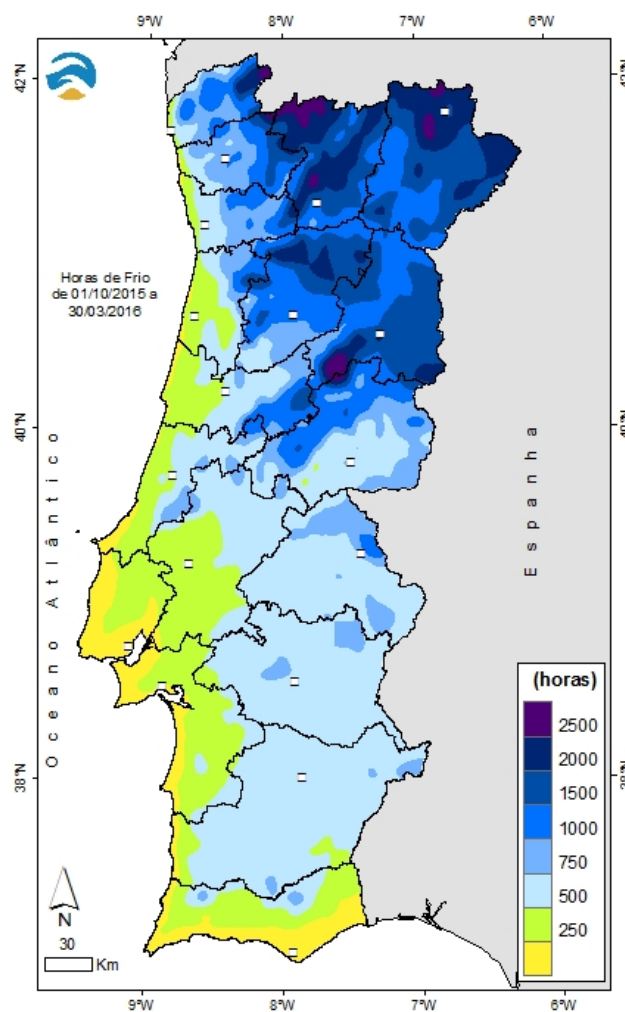 9°W 8°W 7°W 6°W
42°N
42°N
Horas de Frio
de 01/10/2015 a
30/03/2016
40°N
40°N
Oceano Atlântico
Espanha
38°N
38°N
(horas)
2500
2000
1500
1000
750
500
250
N
30
Km
9°W 8°W 7°W 6°W